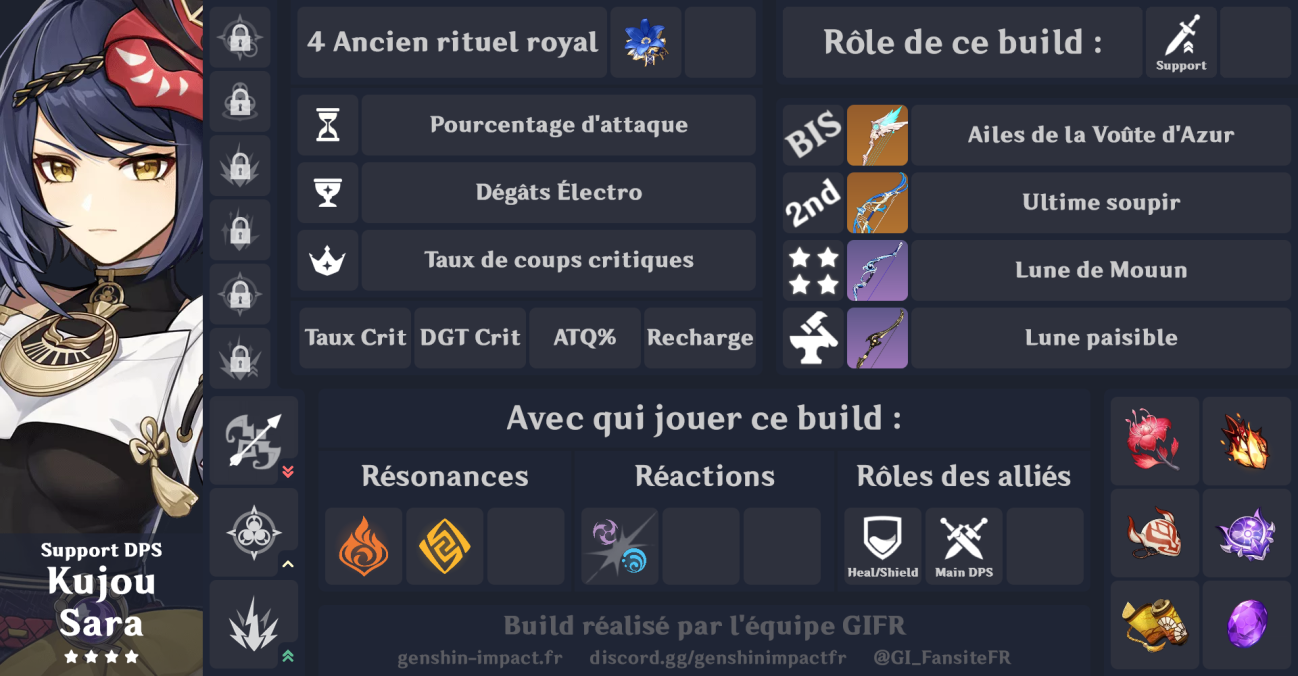 4 Ancien rituel royal
Rôle de ce build :
Support
Pourcentage d'attaque
Dégâts Électro
Taux de coups critiques
Taux Crit DGT Crit ATQ% Recharge
BIS Ailes de la Voûte d'Azur
2nd Ultime soupir
Lune de Mouun
Lune paisible
Avec qui jouer ce build :
Résonances
Réactions
Rôles des alliés
Heal/Shield Main DPS
Support DPS
Kujou
Sara
Build réalisé par l'équipe GIFR
genshin-impact.fr discord.gg/genshinimpactfr @GI_FansiteFR